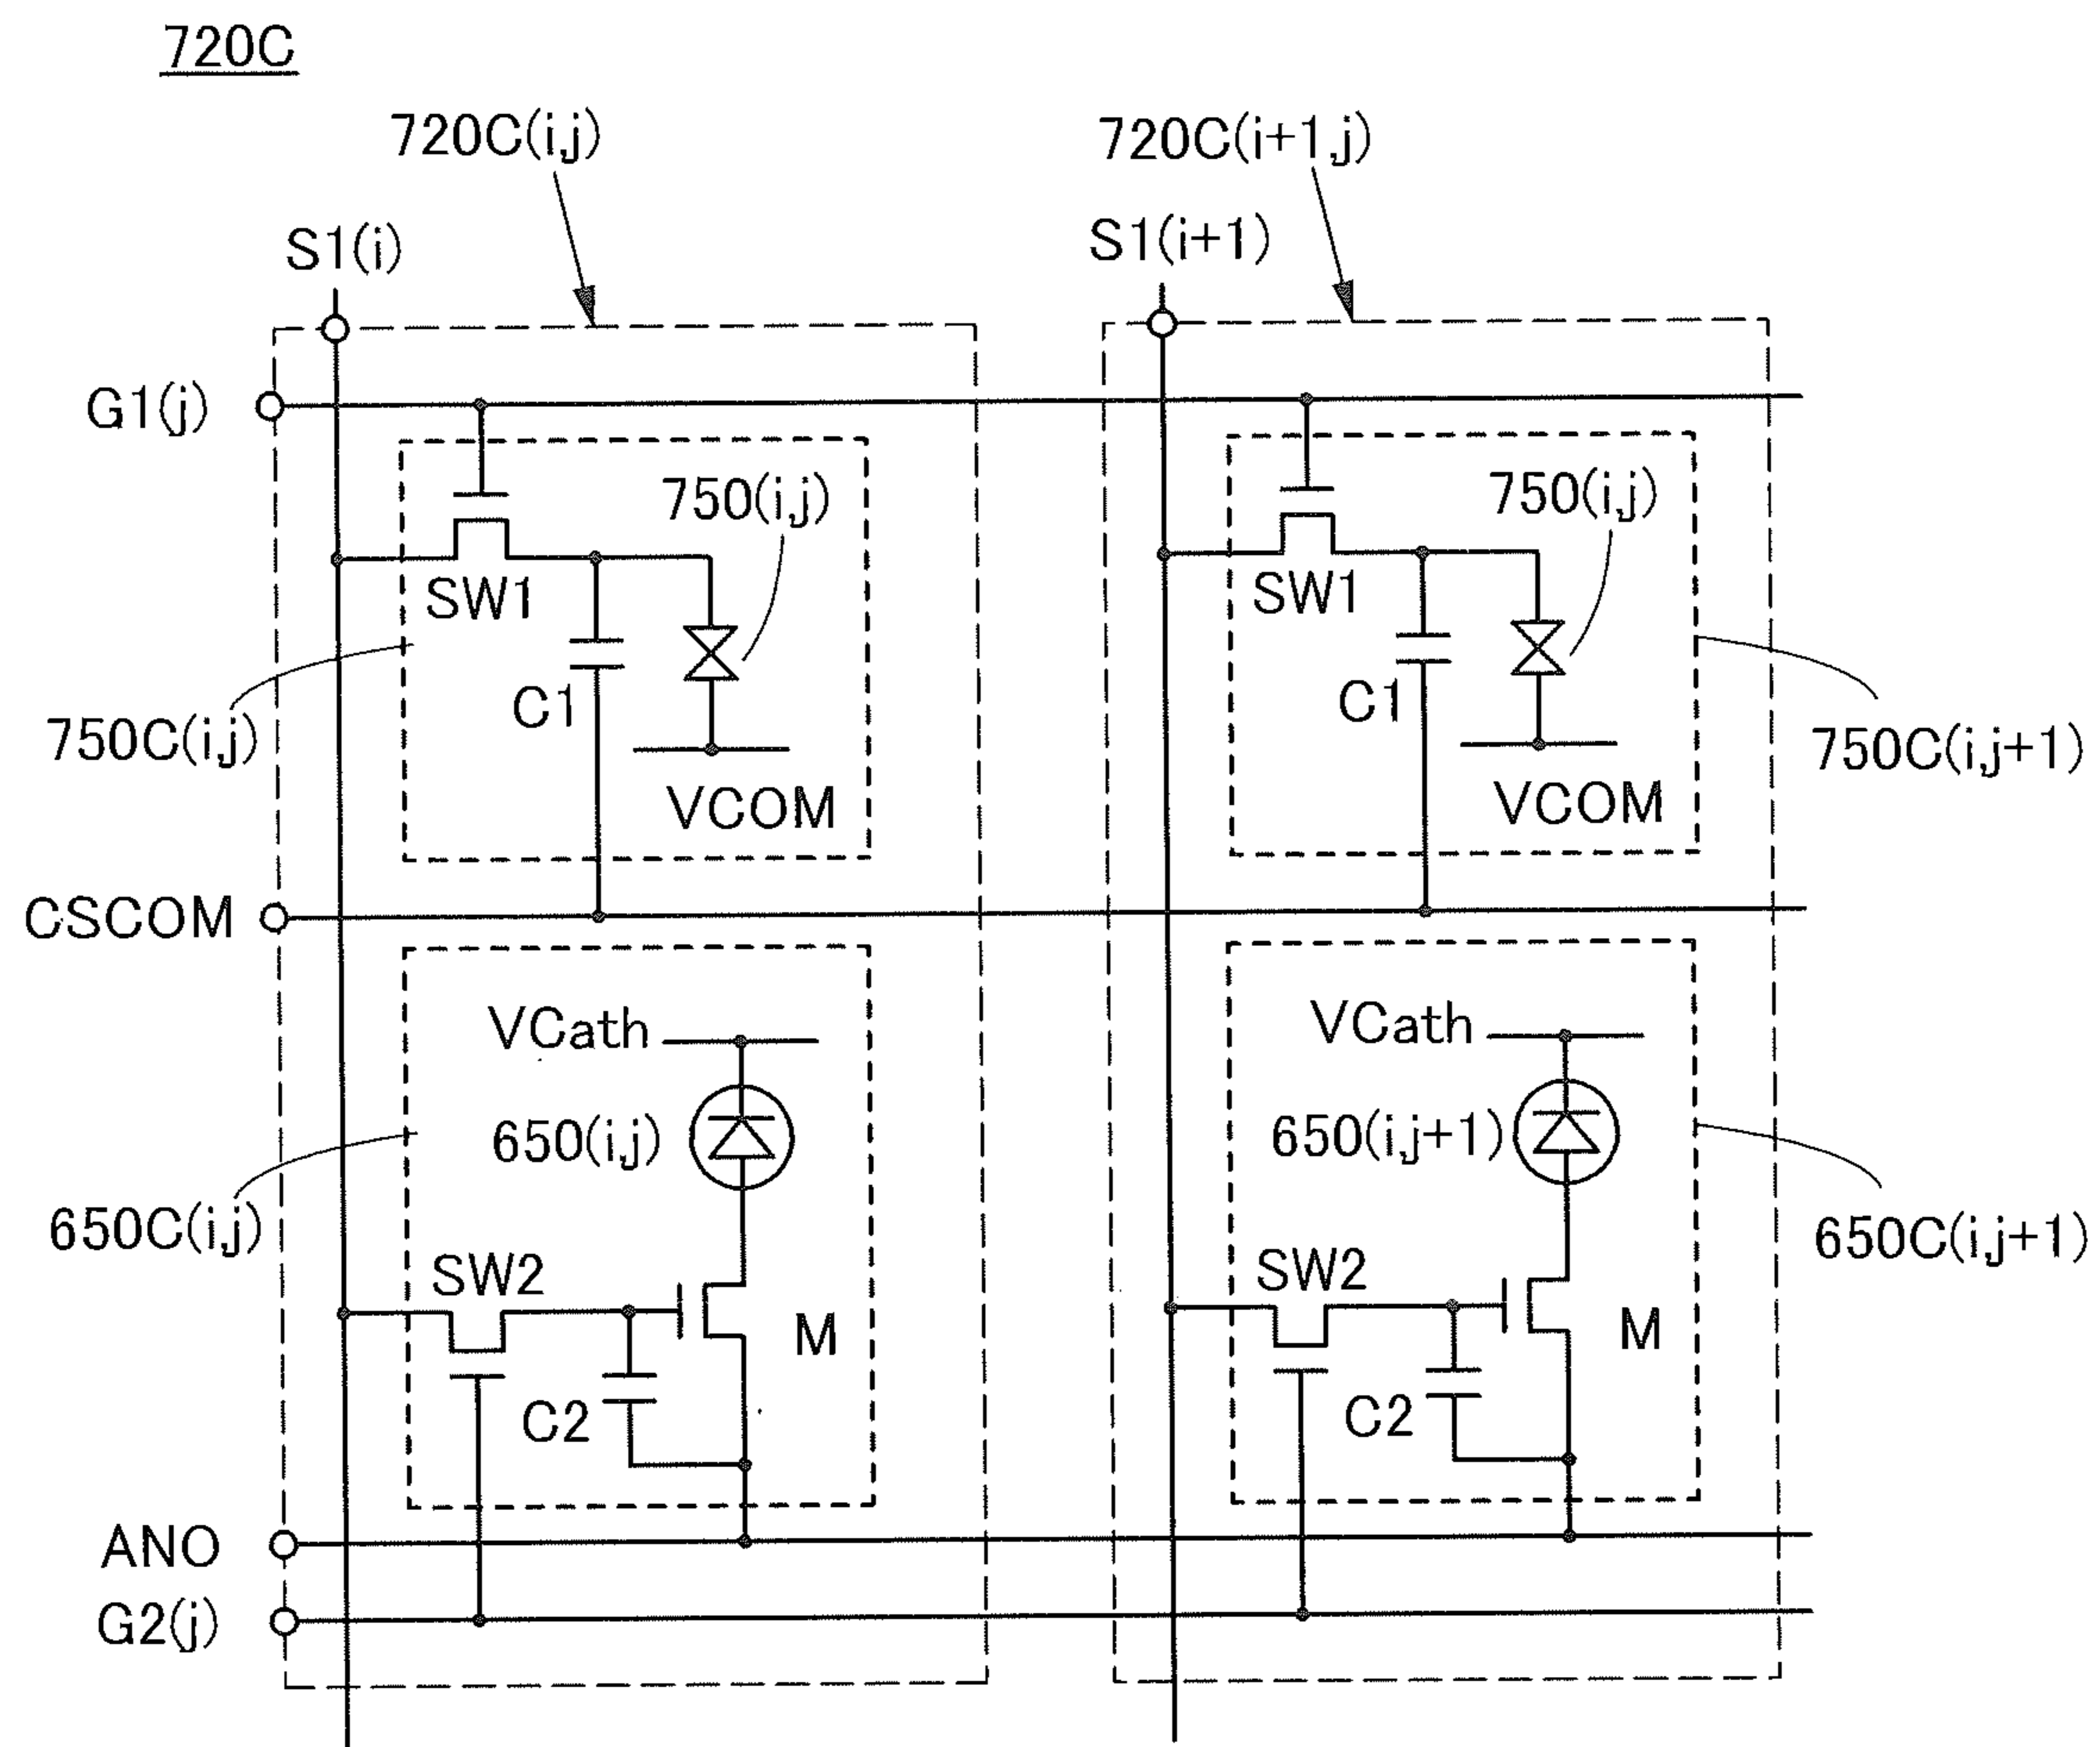 720C
720C(i,j)
720C(i+1,j)
S1(i)
S1(i+1)
G1(j)
750(i,j)
750(i,j)
SW1
SW1
C1
C1
750C(i,j)
750C(i,j+1)
VCOM
VCOM
CSCOM
VCath
VCath
650(i,j)
650(i,j+1)
650C(i,j)
650C(i,j+1)
SW2
SW2
M
M
C2
C2
ANO
G2(j)